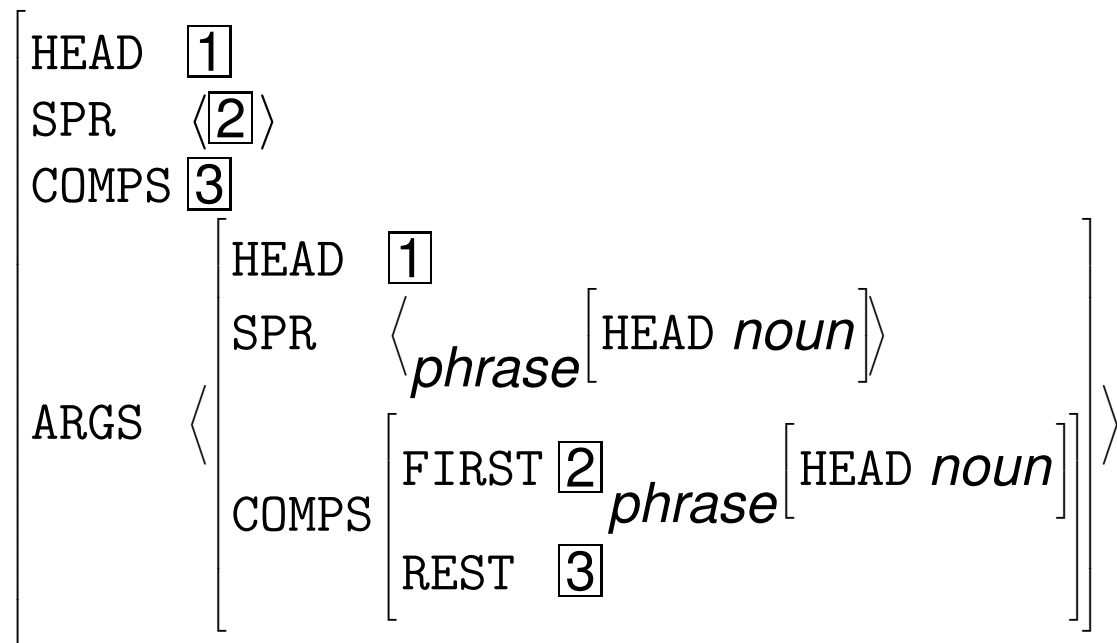 HEAD 1
SPR ⟨2⟩
COMPS 3
HEAD 1
SPR ⟨phrase[HEAD noun]⟩
ARGS ⟨
COMPS
FIRST 2 phrase[HEAD noun]
REST 3
⟩